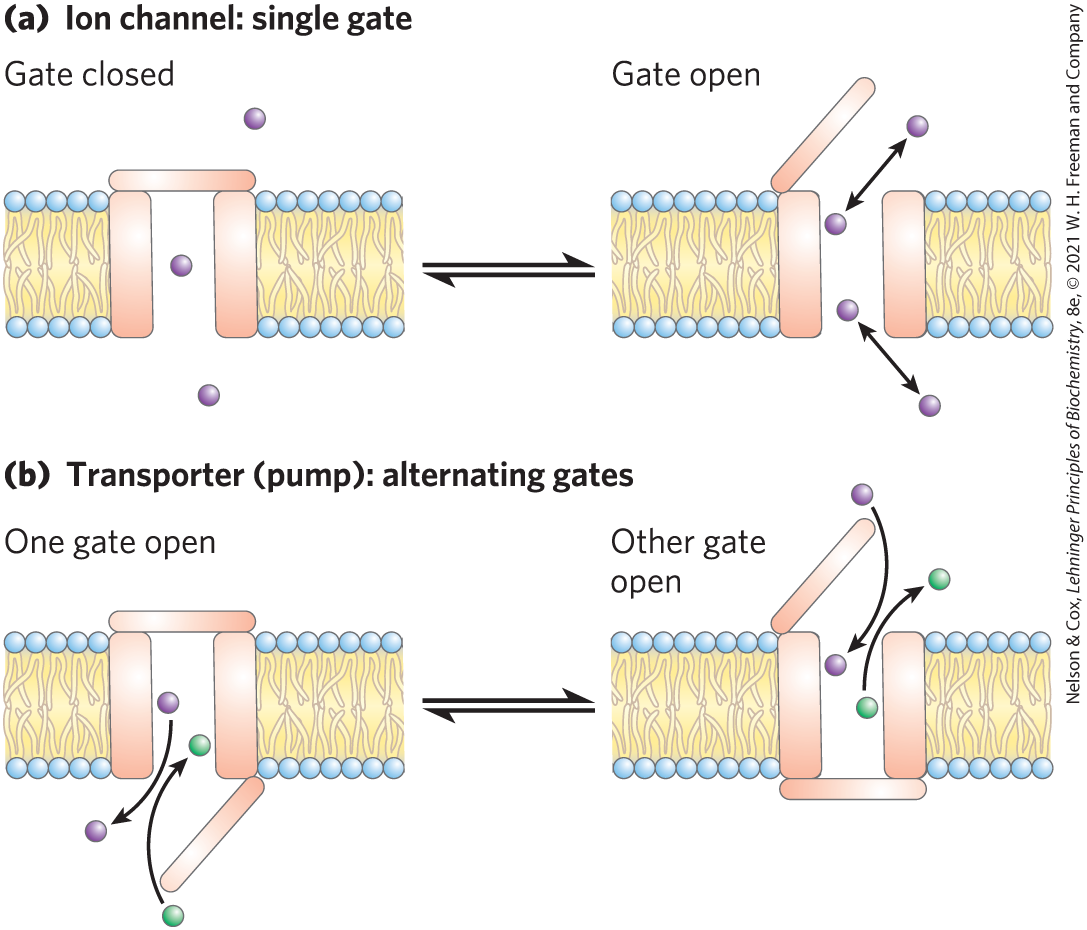 (a) Ion channel: single gate
Gate closed
Gate open
(b) Transporter (pump): alternating gates
One gate open
Other gate
open
Nelson & Cox, Lehninger Principles of Biochemistry, 8e, © 2021 W. H. Freeman and Company